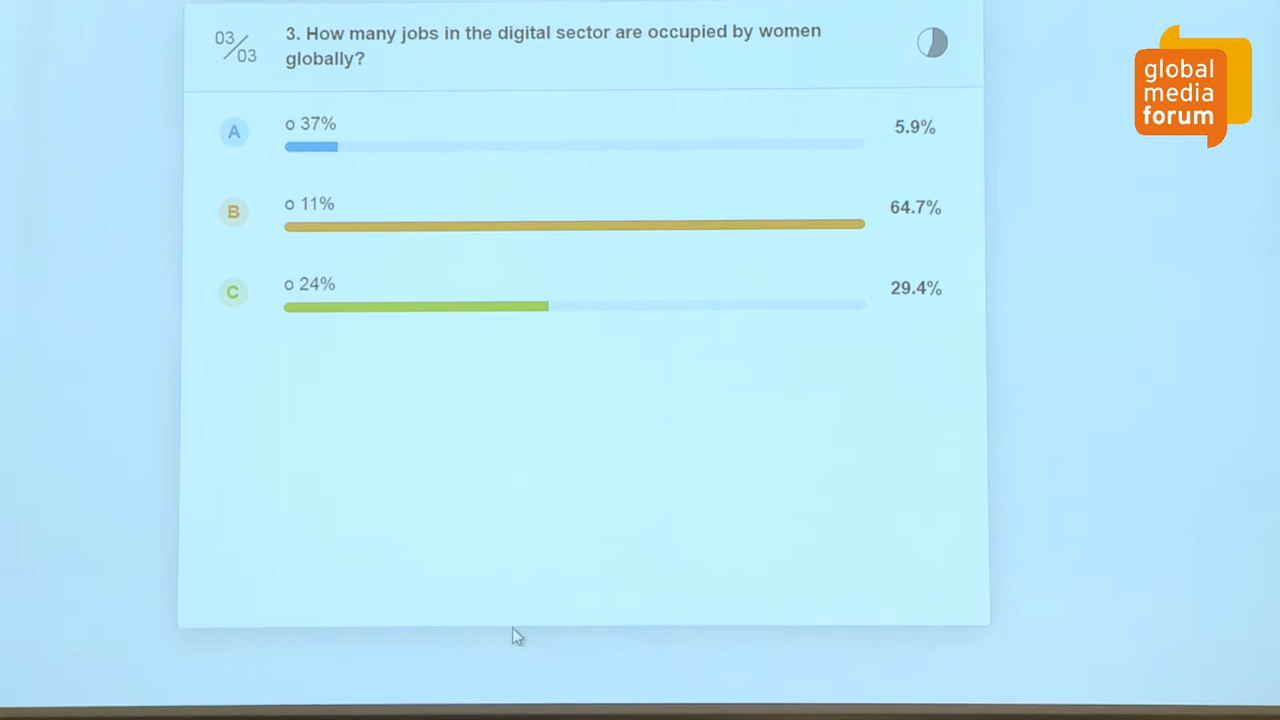 03/03
3. How many jobs in the digital sector are occupied by women
globally?
A
o 37%
5.9%
B
o 11%
64.7%
C
o 24%
29.4%
global
media
forum